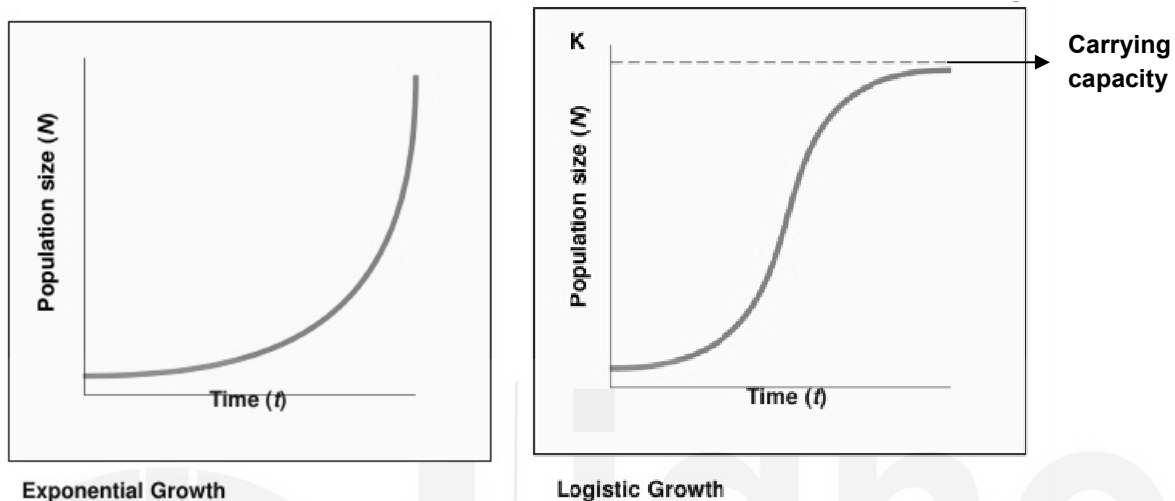 Population size (N)
Time (t)
Exponential Growth
K
Carrying
capacity
Population size (N)
Time (t)
Logistic Growth